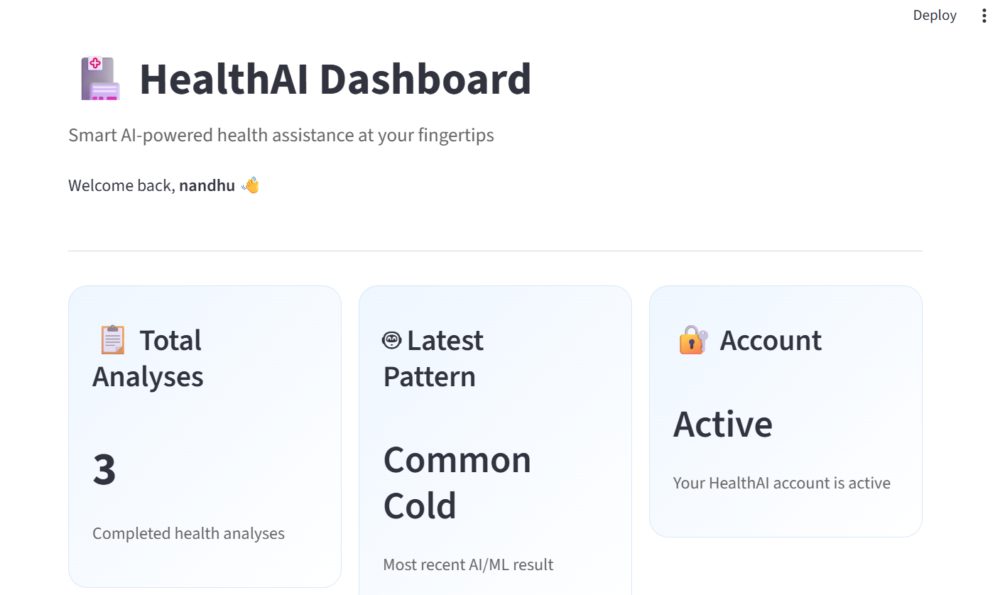 Deploy
HealthAI Dashboard
Smart AI-powered health assistance at your fingertips
Welcome back, nandhu 👋
📋 Total
Analyses
3
Completed health analyses
Latest
Pattern
Common
Cold
Most recent AI/ML result
🔐 Account
Active
Your HealthAI account is active